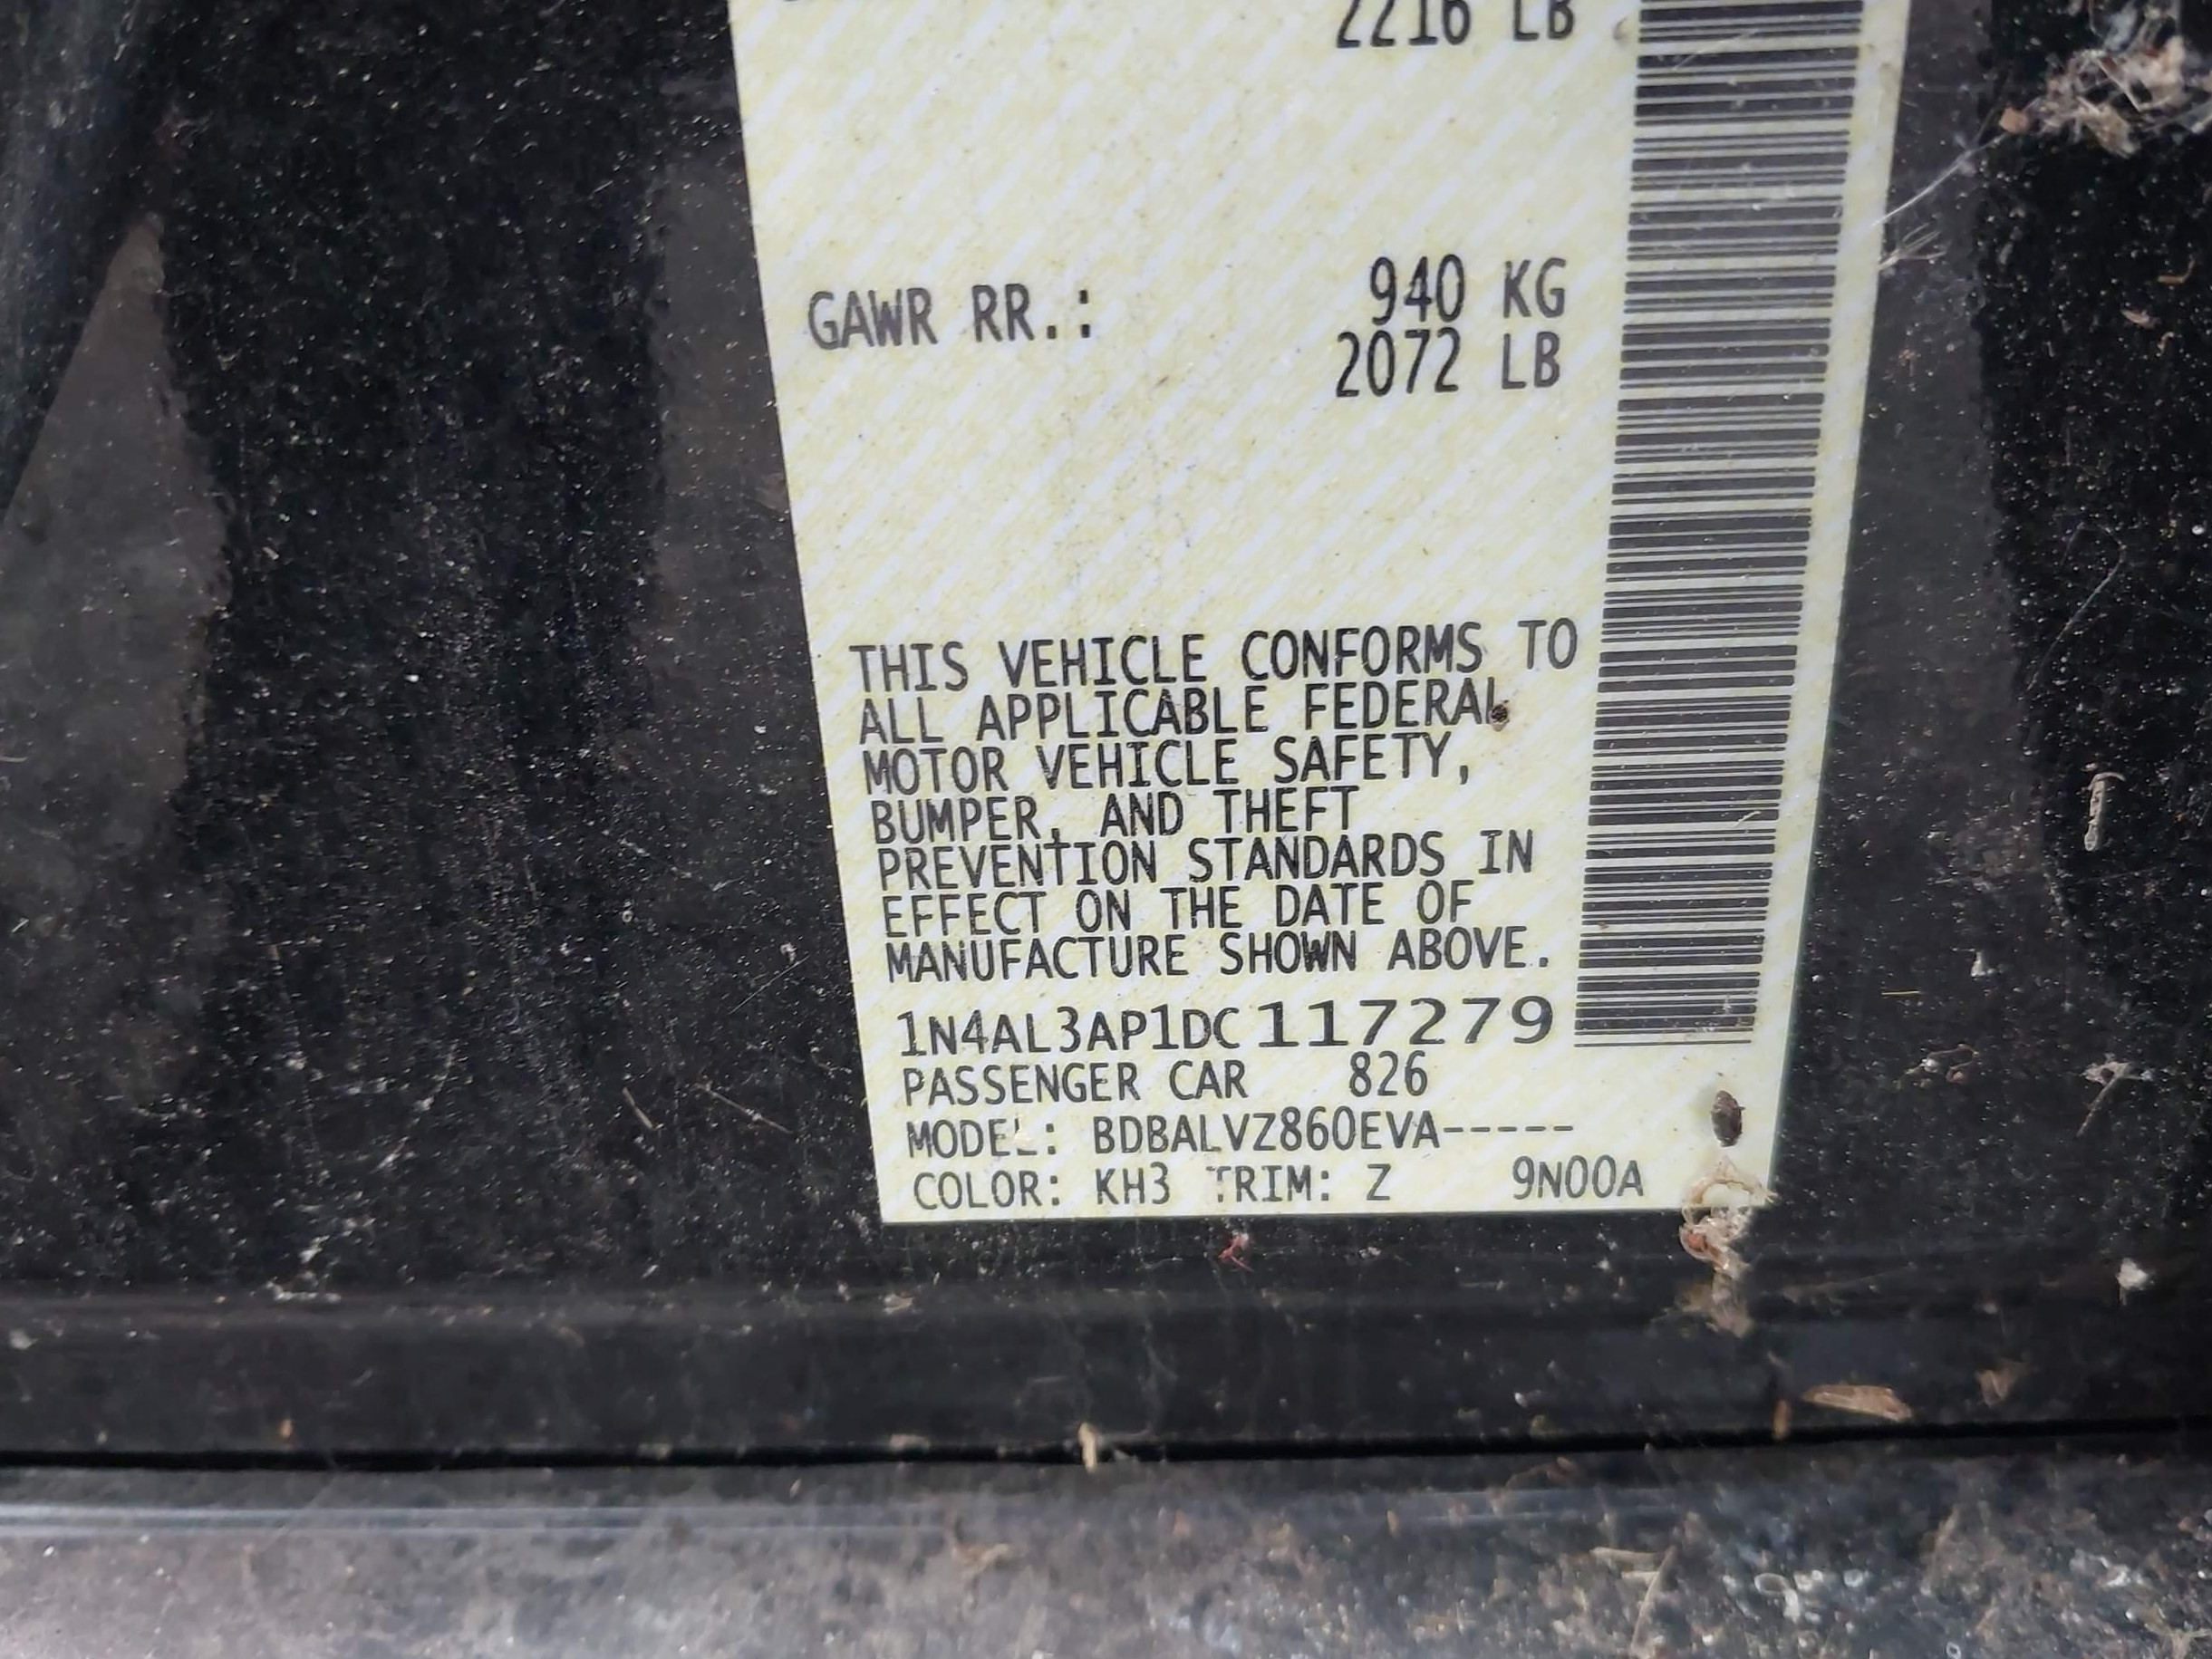 2216 LB
GAWR RR.: 940 KG
2072 LB
THIS VEHICLE CONFORMS TO
ALL APPLICABLE FEDERAL
MOTOR VEHICLE SAFETY,
BUMPER, AND THEFT
PREVENTION STANDARDS IN
EFFECT ON THE DATE OF
MANUFACTURE SHOWN ABOVE.
1N4AL3AP1DC117279
PASSENGER CAR 826
MODEL: BDBALVZ860EVA-----
COLOR: KH3 TRIM: Z 9N00A